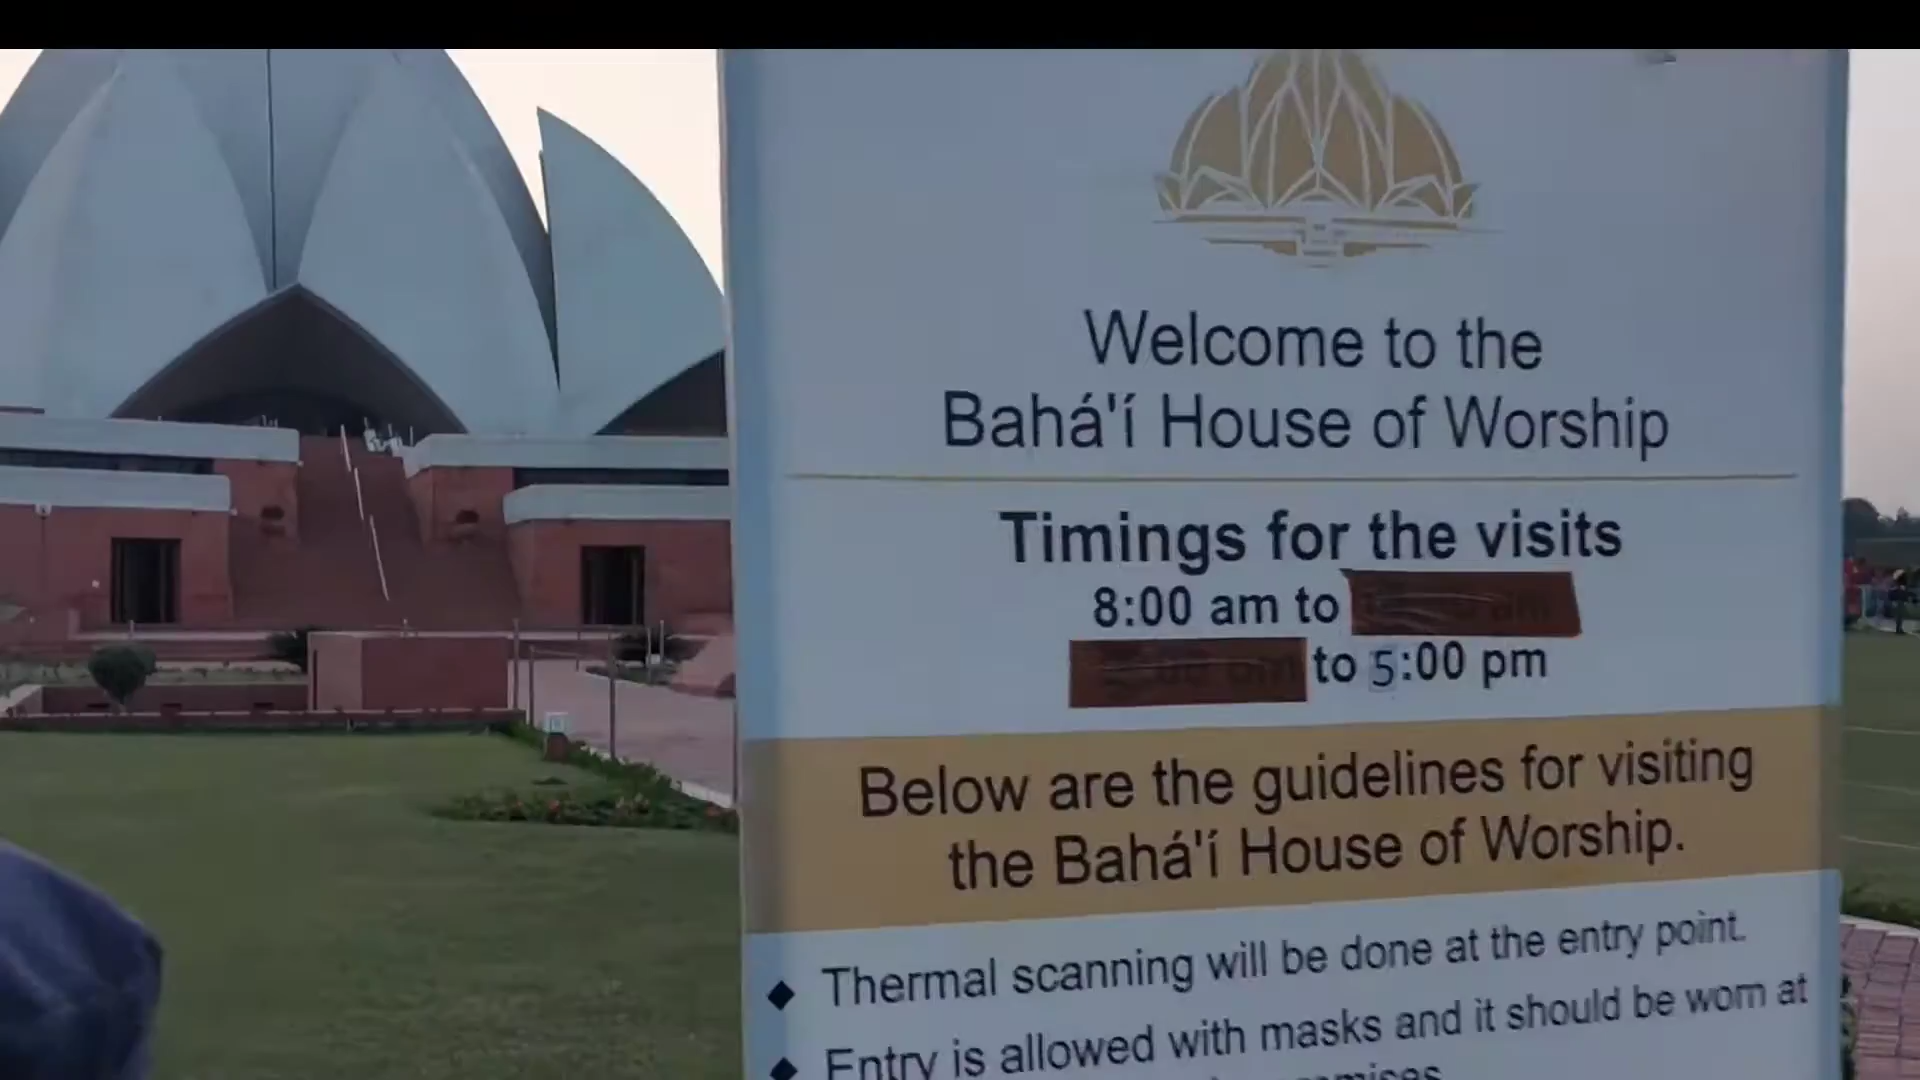 Welcome to the
Bahá'í House of Worship
Timings for the visits
8:00 am to
to 5:00 pm
Below are the guidelines for visiting
the Bahá'í House of Worship.
Thermal scanning will be done at the entry point.
Entry is allowed with masks and it should be worn at